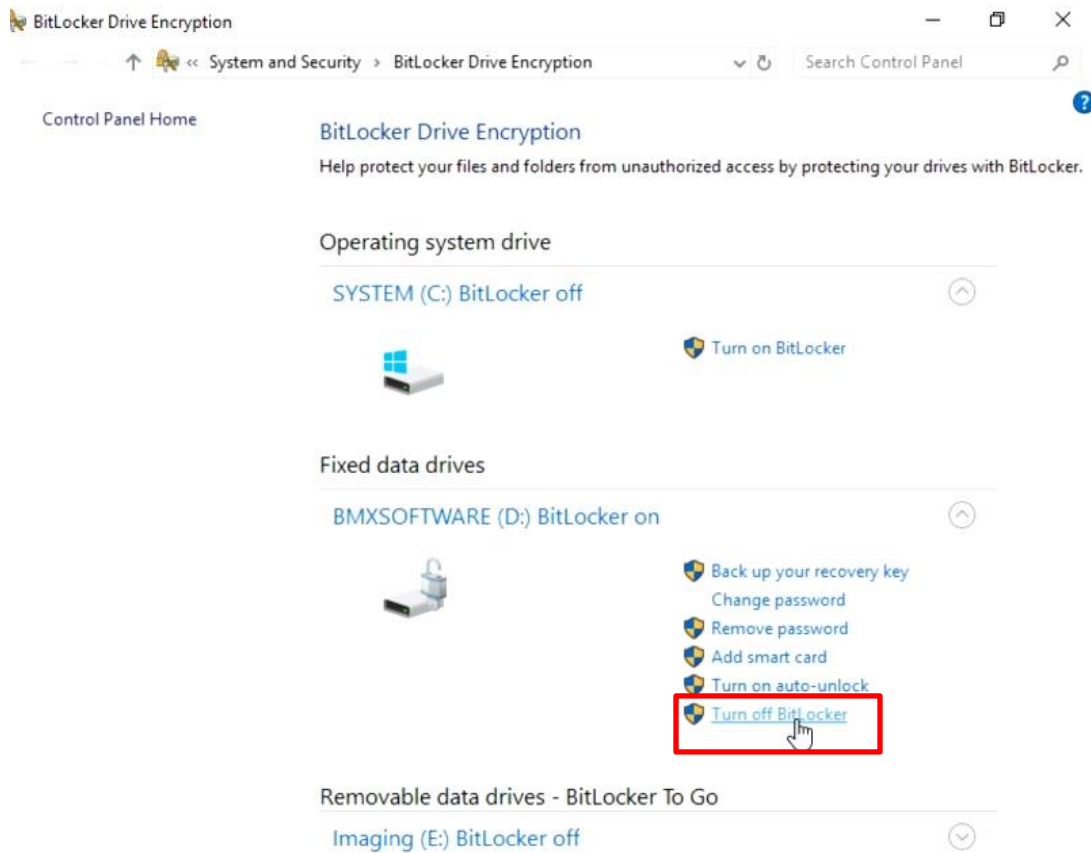 BitLocker Drive Encryption
« System and Security › BitLocker Drive Encryption
Search Control Panel
?
Control Panel Home
BitLocker Drive Encryption
Help protect your files and folders from unauthorized access by protecting your drives with BitLocker.
Operating system drive
SYSTEM (C:) BitLocker off
Turn on BitLocker
Fixed data drives
BMXSOFTWARE (D:) BitLocker on
Back up your recovery key
Change password
Remove password
Add smart card
Turn on auto-unlock
Turn off BitLocker
Removable data drives - BitLocker To Go
Imaging (E:) BitLocker off